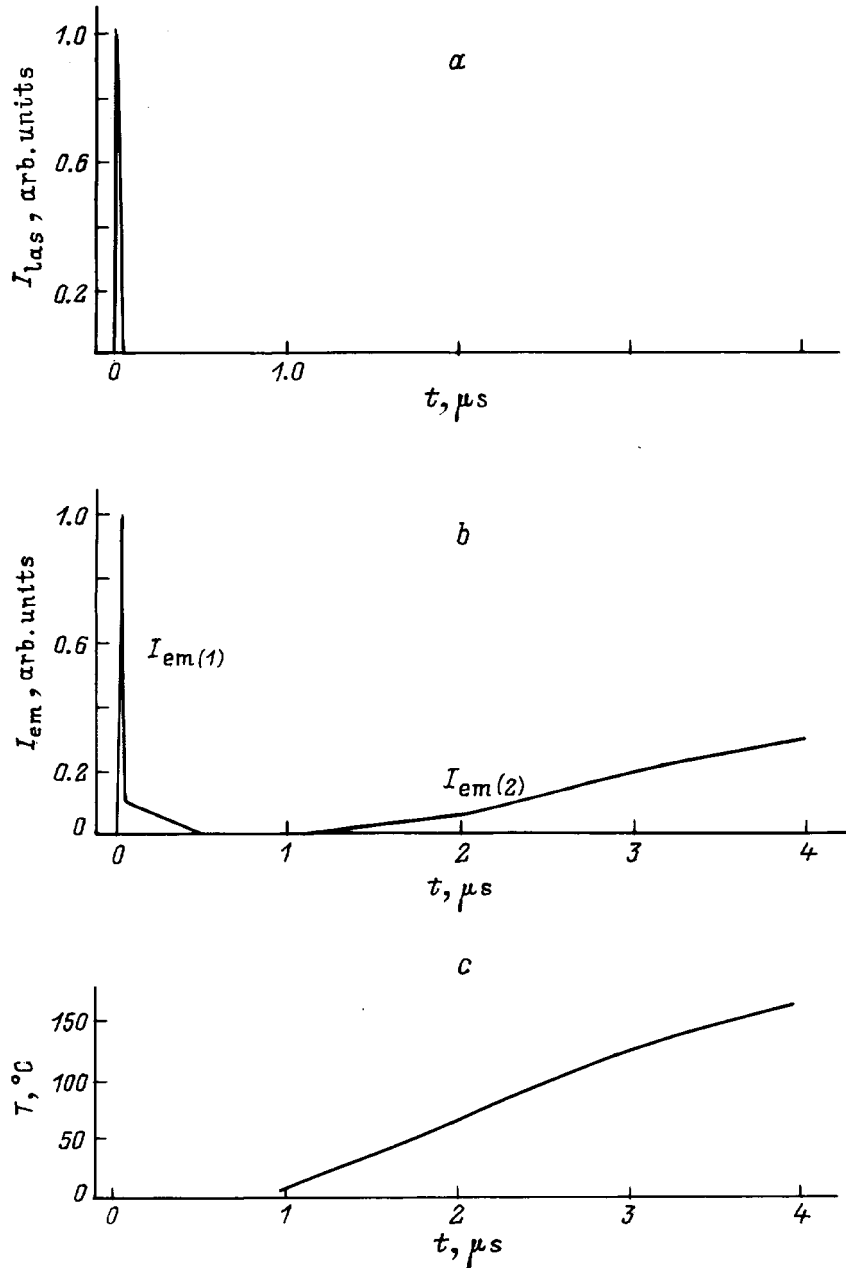 a
I_las, arb. units
1.0
0.6
0.2
0
1.0
t, μs
b
I_em, arb. units
1.0
0.6
0.2
0
I_em(1)
I_em(2)
0
1
2
3
4
t, μs
c
T, °C
150
100
50
0
0
1
2
3
4
t, μs